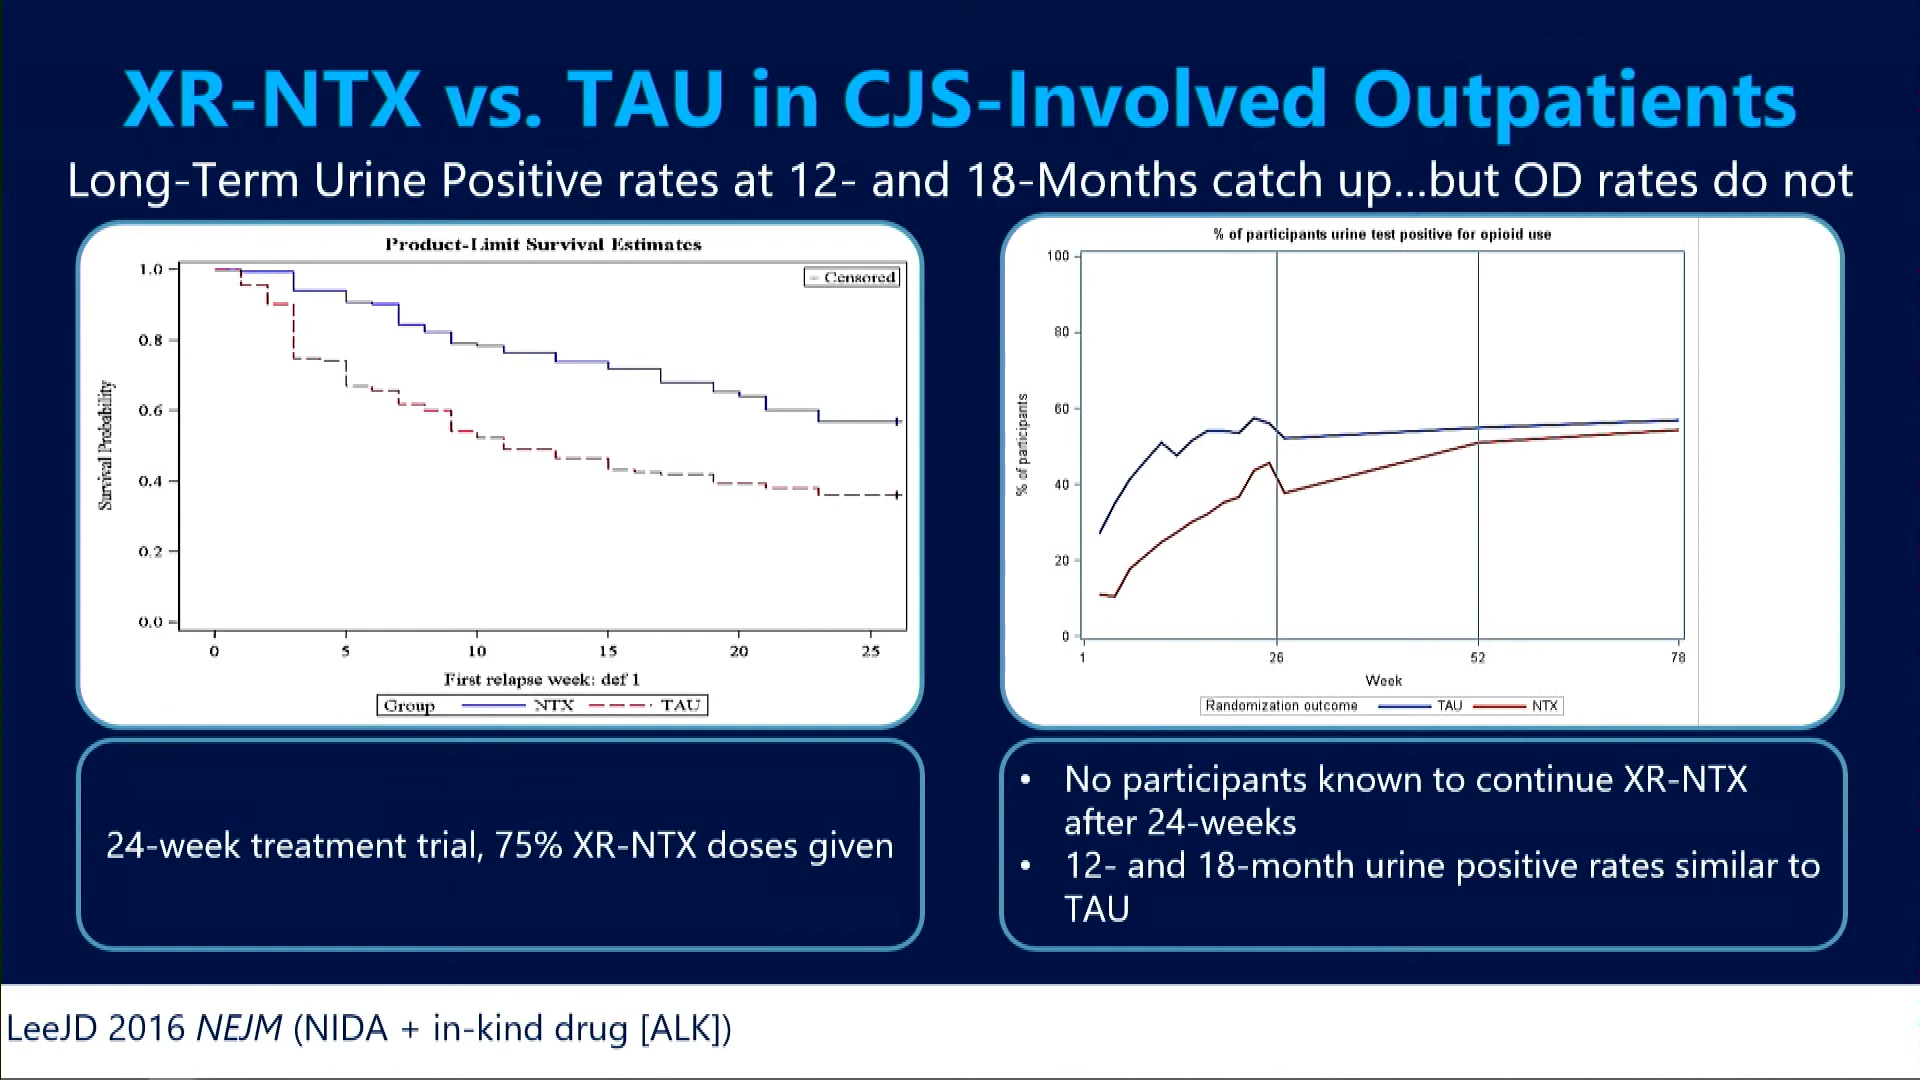 XR-NTX vs. TAU in CJS-Involved Outpatients
Long-Term Urine Positive rates at 12- and 18-Months catch up...but OD rates do not
Product-Limit Survival Estimates
Censored
Survival Probability
1.0
0.8
0.6
0.4
0.2
0.0
0 5 10 15 20 25
First relapse week: def 1
Group NTX TAU
% of participants urine test positive for opioid use
% of participants
100
80
60
40
20
0
1 26 52 78
Week
Randomization outcome TAU NTX
24-week treatment trial, 75% XR-NTX doses given
• No participants known to continue XR-NTX
after 24-weeks
• 12- and 18-month urine positive rates similar to
TAU
LeeJD 2016 NEJM (NIDA + in-kind drug [ALK])